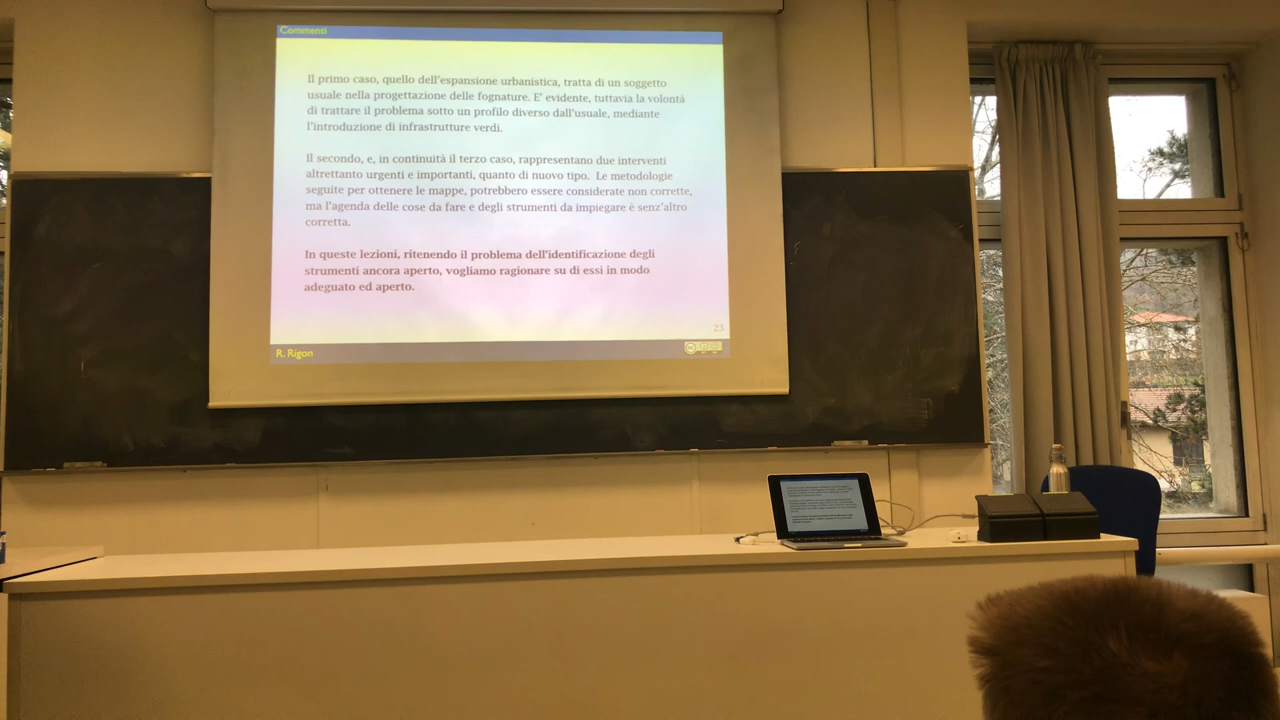 Commenti
Il primo caso, quello dell'espansione urbanistica, tratta di un soggetto
usuale nella progettazione delle fognature. E' evidente, tuttavia la volontà
di trattare il problema sotto un profilo diverso dall'usuale, mediante
l'introduzione di infrastrutture verdi.
Il secondo, e, in continuità il terzo caso, rappresentano due interventi
altrettanto urgenti e importanti, quanto di nuovo tipo. Le metodologie
seguite per ottenere le mappe, potrebbero essere considerate non corrette,
ma l'agenda delle cose da fare e degli strumenti da impiegare è senz'altro
corretta.
In queste lezioni, ritenendo il problema dell'identificazione degli
strumenti ancora aperto, vogliamo ragionare su di essi in modo
adeguato ed aperto.
23
R. Rigon